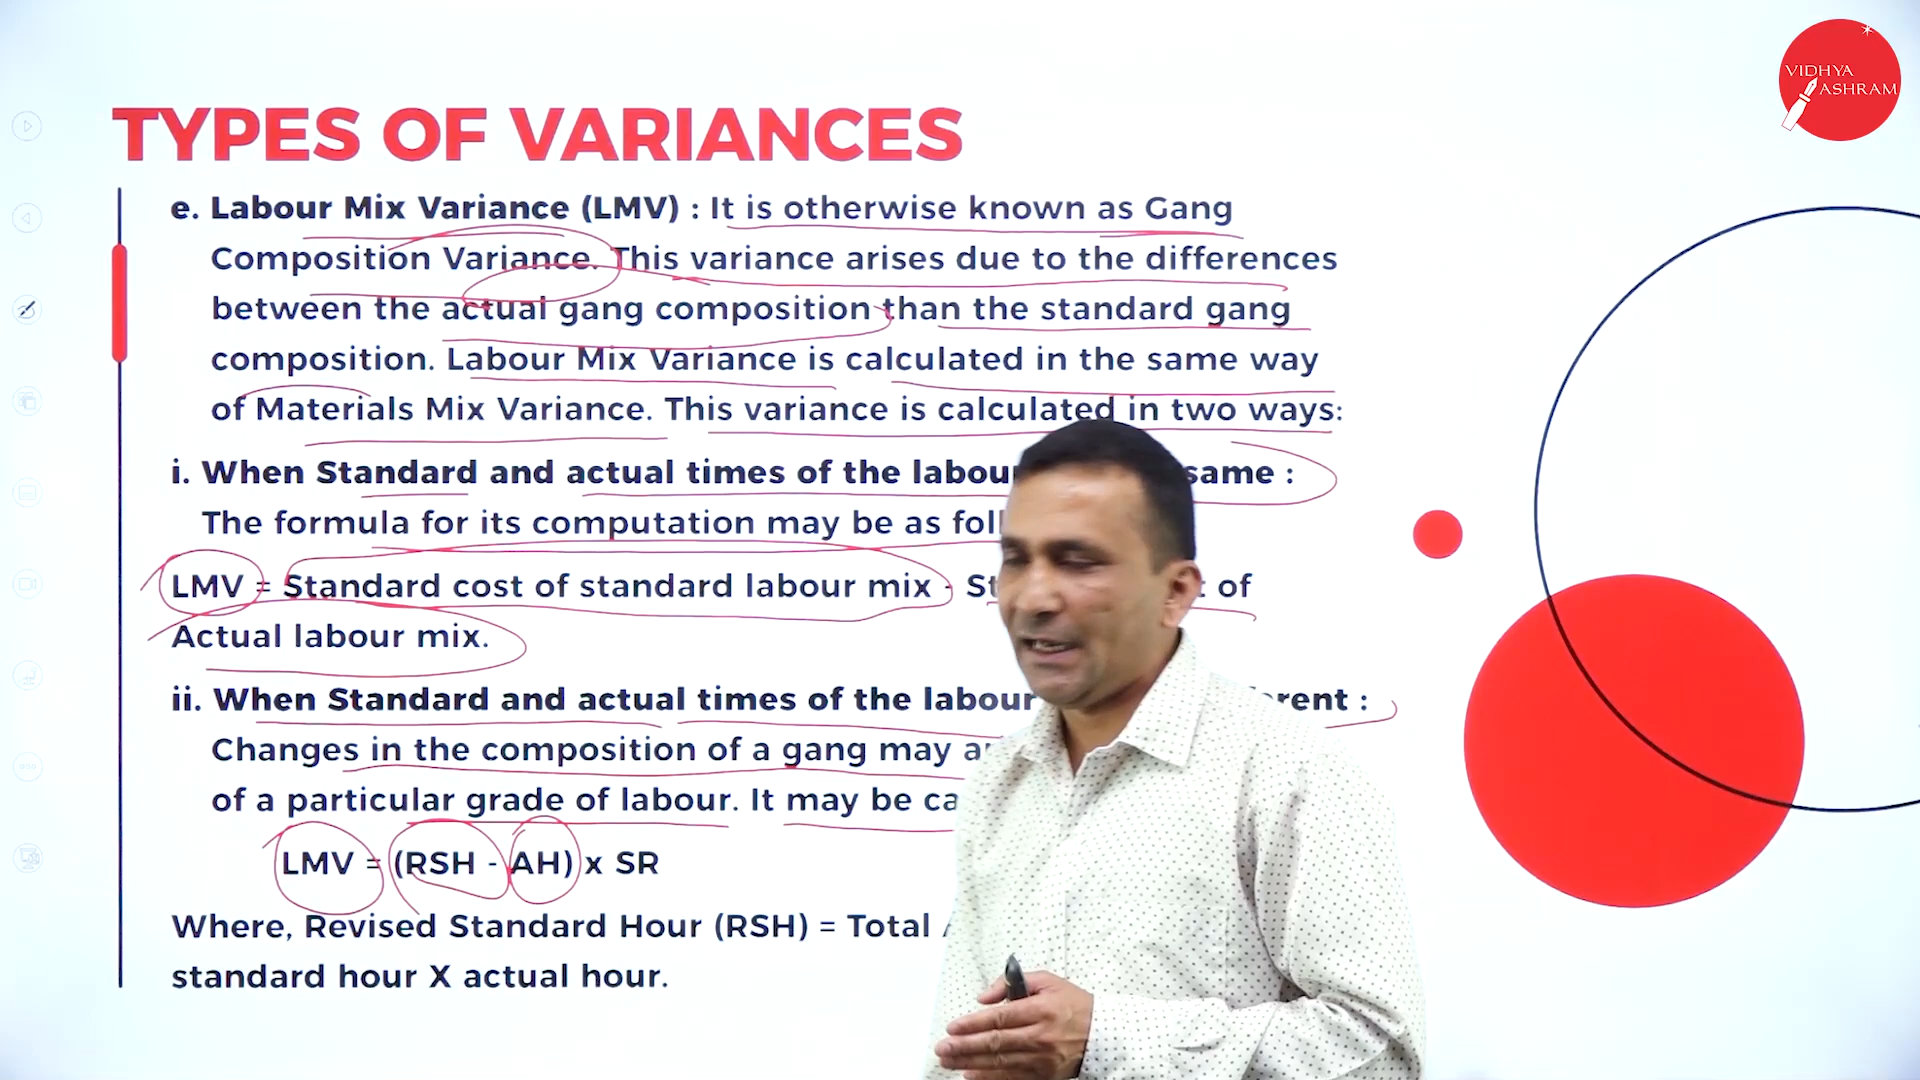 VIDHYA
ASHRAM
TYPES OF VARIANCES
e. Labour Mix Variance (LMV) : It is otherwise known as Gang
Composition Variance. This variance arises due to the differences
between the actual gang composition than the standard gang
composition. Labour Mix Variance is calculated in the same way
of Materials Mix Variance. This variance is calculated in two ways:
i. When Standard and actual times of the labour same :
The formula for its computation may be as
LMV = Standard cost of standard labour mix - of
Actual labour mix.
ii. When Standard and actual times of the labour :
Changes in the composition of a gang may
of a particular grade of labour. It may be
LMV = (RSH - AH) x SR
Where, Revised Standard Hour (RSH) = Total
standard hour X actual hour.